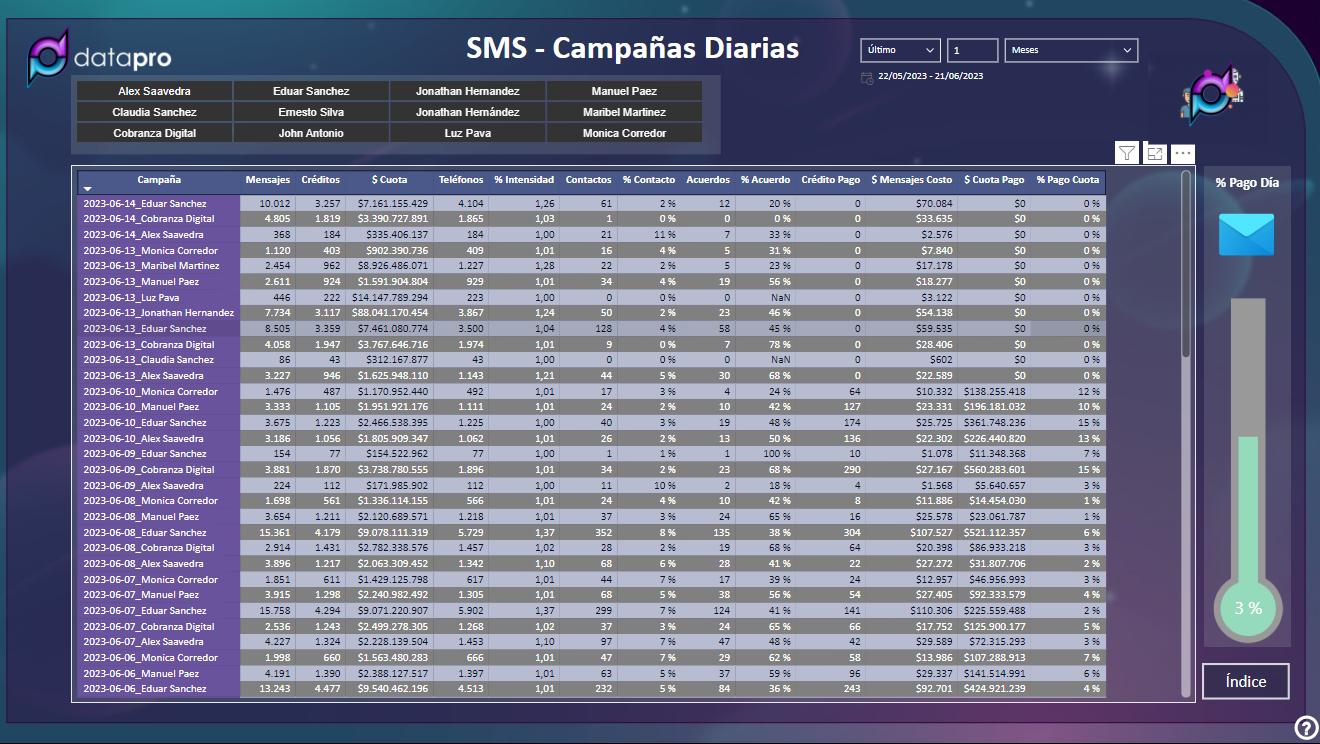 datapro
SMS - Campañas Diarias
Último 1 Meses
22/05/2023 - 21/06/2023
Alex Saavedra Eduar Sanchez Jonathan Hernandez Manuel Paez
Claudia Sanchez Ernesto Silva Jonathan Hernández Maribel Martinez
Cobranza Digital John Antonio Luz Pava Monica Corredor
Campaña Mensajes Créditos $ Cuota Teléfonos % Intensidad Contactos % Contacto Acuerdos % Acuerdo Crédito Pago $ Mensajes Costo $ Cuota Pago % Pago Cuota
2023-06-14_Eduar Sanchez 10.012 3.257 $7.161.155.429 4.104 1,26 61 2 % 12 20 % 0 $70.084 $0 0 %
2023-06-14_Cobranza Digital 4.805 1.819 $3.390.727.891 1.865 1,03 1 0 % 0 0 % 0 $33.635 $0 0 %
2023-06-14_Alex Saavedra 368 184 $335.406.137 184 1,00 21 11 % 7 33 % 0 $2.576 $0 0 %
2023-06-13_Monica Corredor 1.120 403 $902.390.736 409 1,01 16 4 % 5 31 % 0 $7.840 $0 0 %
2023-06-13_Maribel Martinez 2.454 962 $8.926.486.071 1.227 1,28 22 2 % 5 23 % 0 $17.178 $0 0 %
2023-06-13_Manuel Paez 2.611 924 $1.591.904.804 929 1,01 34 4 % 19 56 % 0 $18.277 $0 0 %
2023-06-13_Luz Pava 446 222 $14.147.789.294 223 1,00 0 0 % 0 NaN 0 $3.122 $0 0 %
2023-06-13_Jonathan Hernandez 7.734 3.117 $88.041.170.454 3.867 1,24 50 2 % 23 46 % 0 $54.138 $0 0 %
2023-06-13_Eduar Sanchez 8.505 3.359 $7.461.080.774 3.500 1,04 128 4 % 58 45 % 0 $59.535 $0 0 %
2023-06-13_Cobranza Digital 4.058 1.947 $3.767.646.716 1.974 1,01 9 0 % 7 78 % 0 $28.406 $0 0 %
2023-06-13_Claudia Sanchez 86 43 $312.167.877 43 1,00 0 0 % 0 NaN 0 $602 $0 0 %
2023-06-13_Alex Saavedra 3.227 946 $1.625.948.110 1.143 1,21 44 5 % 30 68 % 0 $22.589 $0 0 %
2023-06-10_Monica Corredor 1.476 487 $1.170.952.440 492 1,01 17 3 % 4 24 % 64 $10.332 $138.255.418 12 %
2023-06-10_Manuel Paez 3.333 1.105 $1.951.921.176 1.111 1,01 24 2 % 10 42 % 127 $23.331 $196.181.032 10 %
2023-06-10_Eduar Sanchez 3.675 1.223 $2.466.538.395 1.225 1,00 40 3 % 19 48 % 174 $25.725 $361.748.236 15 %
2023-06-10_Alex Saavedra 3.186 1.056 $1.805.909.347 1.062 1,01 26 2 % 13 50 % 136 $22.302 $226.440.820 13 %
2023-06-09_Eduar Sanchez 154 77 $154.522.962 77 1,00 1 1 % 1 100 % 10 $1.078 $11.348.368 7 %
2023-06-09_Cobranza Digital 3.881 1.870 $3.738.780.555 1.896 1,01 34 2 % 23 68 % 290 $27.167 $560.283.601 15 %
2023-06-09_Alex Saavedra 224 112 $171.985.902 112 1,00 11 10 % 2 18 % 4 $1.568 $5.640.657 3 %
2023-06-08_Monica Corredor 1.698 561 $1.336.114.155 566 1,01 24 4 % 10 42 % 8 $11.886 $14.454.030 1 %
2023-06-08_Manuel Paez 3.654 1.211 $2.120.689.571 1.218 1,01 37 3 % 24 65 % 16 $25.578 $23.061.787 1 %
2023-06-08_Eduar Sanchez 15.361 4.179 $9.078.111.319 5.729 1,37 352 8 % 135 38 % 304 $107.527 $521.112.357 6 %
2023-06-08_Cobranza Digital 2.914 1.431 $2.782.338.576 1.457 1,02 28 2 % 19 68 % 64 $20.398 $86.933.218 3 %
2023-06-08_Alex Saavedra 3.896 1.217 $2.063.309.452 1.342 1,10 68 6 % 28 41 % 22 $27.272 $31.807.706 2 %
2023-06-07_Monica Corredor 1.851 611 $1.429.125.798 617 1,01 44 7 % 17 39 % 24 $12.957 $46.956.993 3 %
2023-06-07_Manuel Paez 3.915 1.298 $2.240.982.492 1.305 1,01 68 5 % 38 56 % 54 $27.405 $92.333.579 4 %
2023-06-07_Eduar Sanchez 15.758 4.294 $9.071.220.907 5.902 1,37 299 7 % 124 41 % 141 $110.306 $225.559.488 2 %
2023-06-07_Cobranza Digital 2.536 1.243 $2.499.278.305 1.268 1,02 37 3 % 24 65 % 66 $17.752 $125.900.177 5 %
2023-06-07_Alex Saavedra 4.227 1.324 $2.228.139.504 1.453 1,10 97 7 % 47 48 % 42 $29.589 $72.315.293 3 %
2023-06-06_Monica Corredor 1.998 660 $1.563.480.283 666 1,01 47 7 % 29 62 % 58 $13.986 $107.288.913 7 %
2023-06-06_Manuel Paez 4.191 1.390 $2.388.127.517 1.397 1,01 63 5 % 37 59 % 96 $29.337 $141.514.991 6 %
2023-06-06_Eduar Sanchez 13.243 4.477 $9.540.462.196 4.513 1,01 232 5 % 84 36 % 243 $92.701 $424.921.239 4 %
% Pago Día
3 %
Índice
?